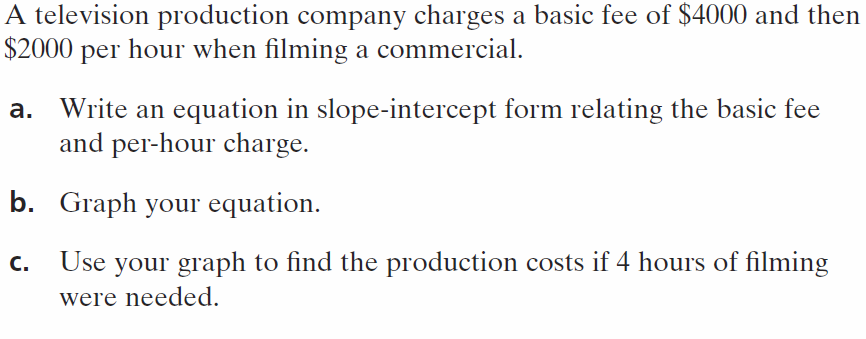 A television production company charges a basic fee of $4000 and then
$2000 per hour when filming a commercial.
a. Write an equation in slope-intercept form relating the basic fee
and per-hour charge.
b. Graph your equation.
c. Use your graph to find the production costs if 4 hours of filming
were needed.